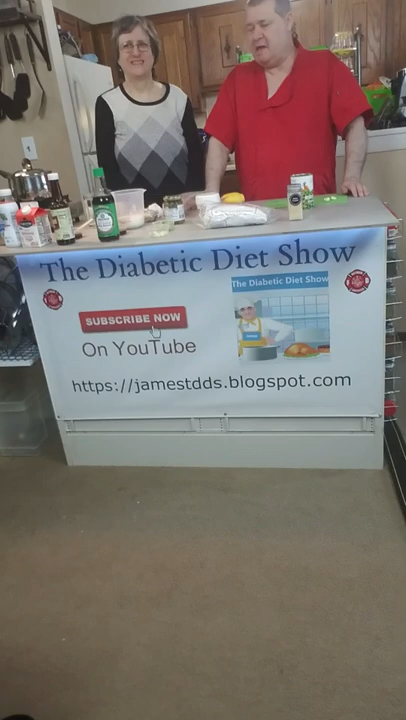 The Diabetic Diet Show
The Diabetic Diet Show
SUBSCRIBE NOW
On YouTube
https://jamestdds.blogspot.com